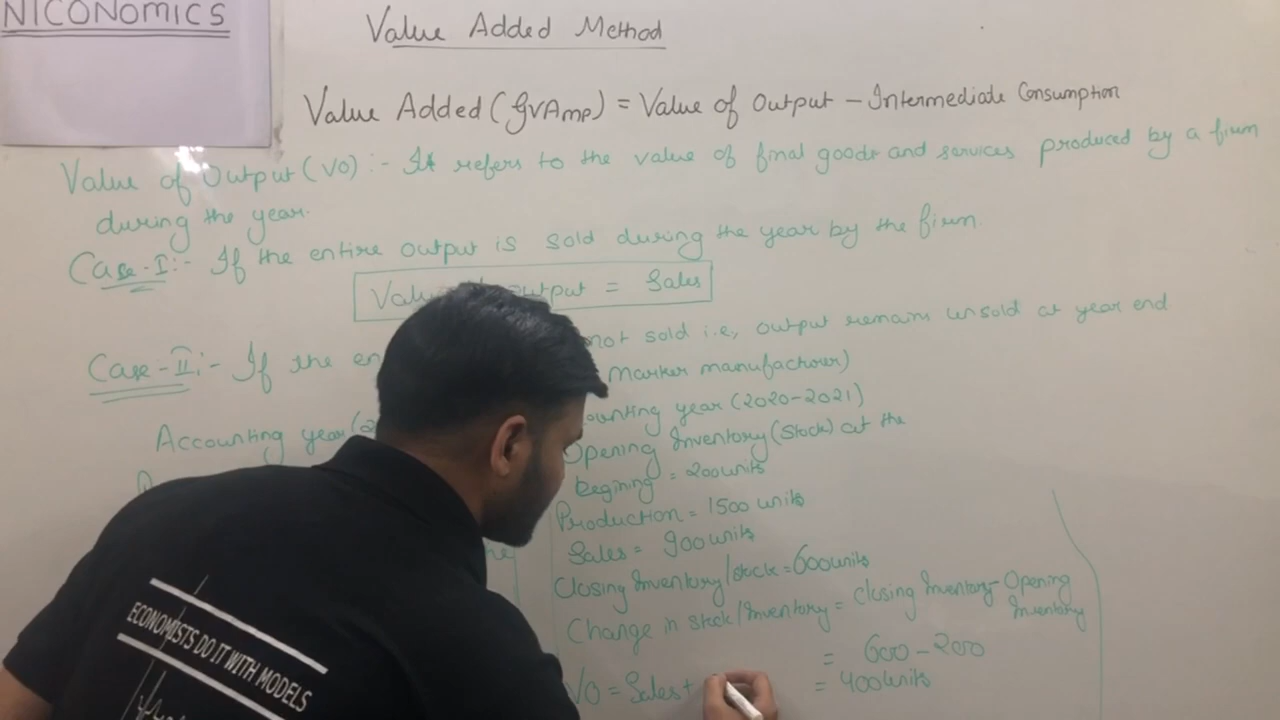 NICONOMICS
Value Added Method
Value Added (GVAMP) = Value of Output - Intermediate Consumption
Value of Output (VO) :- It refers to the value of final goods and services produced by a firm
during the year.
Case-I :- If the entire output is sold during the year by the firm.
output = Sales
Case-II :- If the
not sold i.e., output remains unsold at year end
Marker manufacturer)
Accounting year
year (2020-2021)
Opening Inventory (Stock) at the
begining = 200 units
Production = 1500 units
Sales = 900 units
Closing Inventory/stock = 600 units
Change in stock/Inventory = closing Inventory - Opening
Inventory
= 600 - 200
= 400 units
VO = Sales +
ECONOMISTS DO IT WITH MODELS